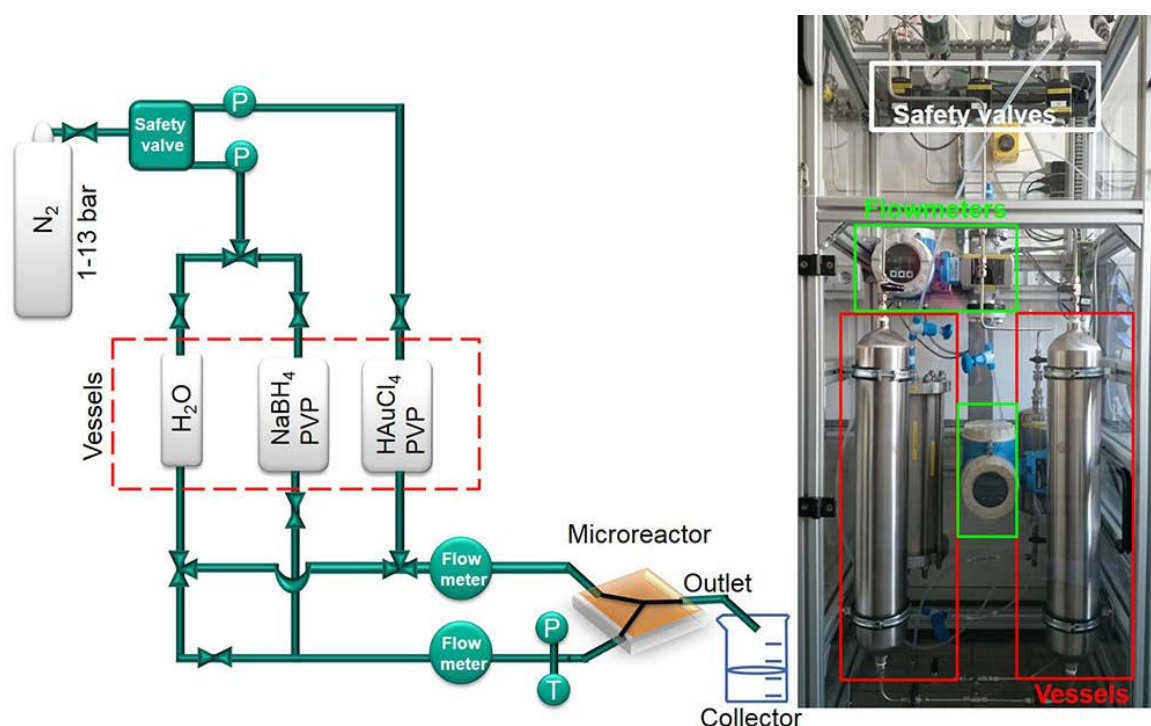 Safety
valve
P
P
N₂
1-13 bar
Vessels
H₂O
NaBH₄
PVP
HAuCl₄
PVP
Flow
meter
Flow
meter
P
T
Microreactor
Outlet
Collector
Safety valves
Flowmeters
Vessels